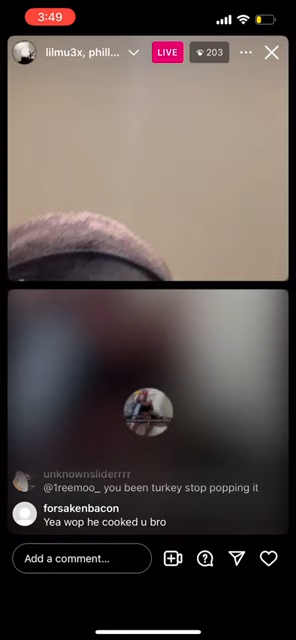 3:49
lilmu3x, phill...
LIVE
203
unknownsliderrrr
@1reemoo_ you been turkey stop popping it
forsakenbacon
Yea wop he cooked u bro
Add a comment...